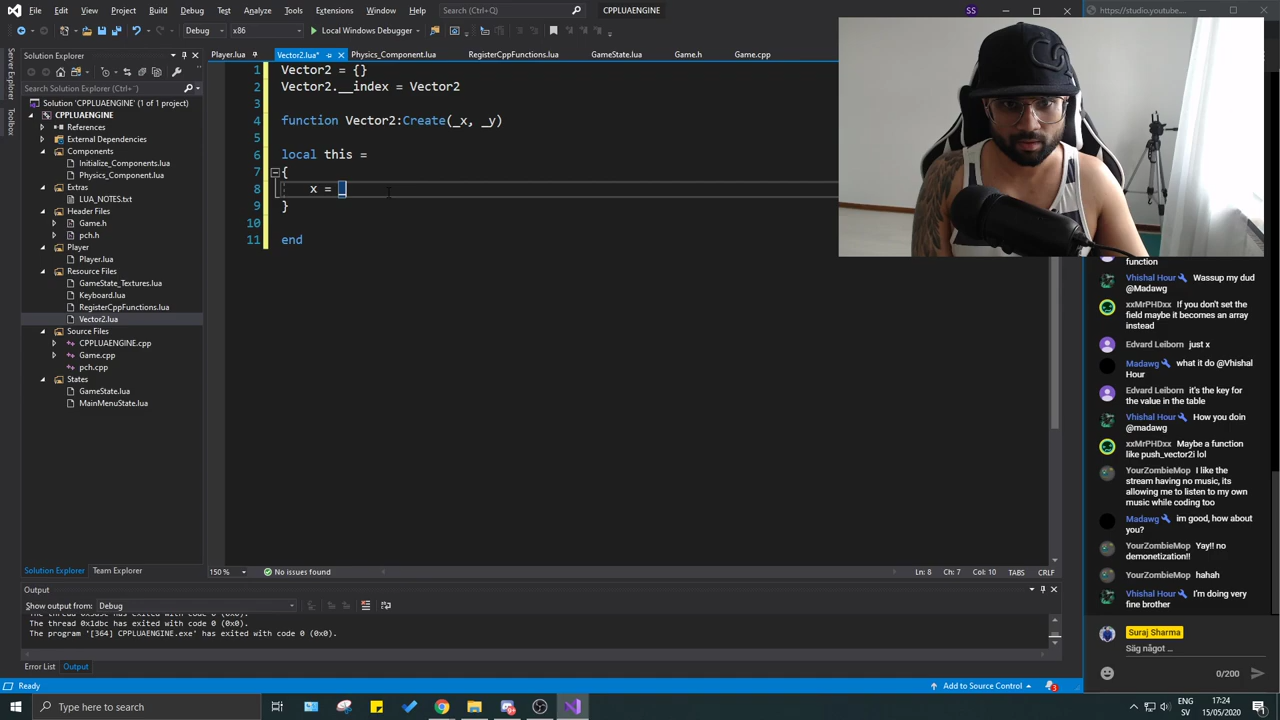 File Edit View Git Project Build Debug Test Analyze Tools Extensions Window Help
Search (Ctrl+Q)
CPPLUAENGINE
SS
https://studio.youtube....
Debug
x86
Local Windows Debugger
Server Explorer
Toolbox
Solution Explorer
Search Solution Explorer (Ctrl+¨)
Solution 'CPPLUAENGINE' (1 of 1 project)
CPPLUAENGINE
References
External Dependencies
Components
Initialize_Components.lua
Physics_Component.lua
Extras
LUA_NOTES.txt
Header Files
Game.h
pch.h
Player
Player.lua
Resource Files
GameState_Textures.lua
Keyboard.lua
RegisterCppFunctions.lua
Vector2.lua
Source Files
CPPLUAENGINE.cpp
Game.cpp
pch.cpp
States
GameState.lua
MainMenuState.lua
Solution Explorer Team Explorer
Player.lua Vector2.lua* Physics_Component.lua RegisterCppFunctions.lua GameState.lua Game.h Game.cpp
1 Vector2 = {}
2 Vector2.__index = Vector2
3
4 function Vector2:Create(_x, _y)
5
6 local this =
7 {
8 x = _
9 }
10
11 end
150 %
No issues found
Ln: 8 Ch: 7 Col: 10 TABS CRLF
Output
Show output from: Debug
The thread 0x1dbc has exited with code 0 (0x0).
The program '[364] CPPLUAENGINE.exe' has exited with code 0 (0x0).
Error List Output
Ready
Add to Source Control
3
function
Vhishal Hour Wassup my dud
@Madawg
xxMrPHDxx If you don't set the
field maybe it becomes an array
instead
Edvard Leiborn just x
Madawg what it do @Vhishal
Hour
Edvard Leiborn it's the key for
the value in the table
Vhishal Hour How you doin
@madawg
xxMrPHDxx Maybe a function
like push_vector2i lol
YourZombieMop I like the
stream having no music, its
allowing me to listen to my own
music while coding too
Madawg im good, how about
you?
YourZombieMop Yay!! no
demonetization!!
YourZombieMop hahah
Vhishal Hour I'm doing very
fine brother
Suraj Sharma
Säg något ...
0/200
Type here to search
ENG
SV
17:24
15/05/2020
1